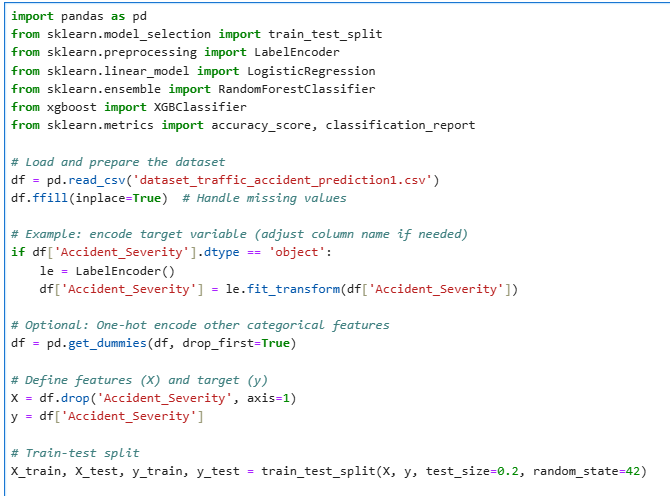 import pandas as pd
from sklearn.model_selection import train_test_split
from sklearn.preprocessing import LabelEncoder
from sklearn.linear_model import LogisticRegression
from sklearn.ensemble import RandomForestClassifier
from xgboost import XGBClassifier
from sklearn.metrics import accuracy_score, classification_report

# Load and prepare the dataset
df = pd.read_csv('dataset_traffic_accident_prediction1.csv')
df.ffill(inplace=True)  # Handle missing values

# Example: encode target variable (adjust column name if needed)
if df['Accident_Severity'].dtype == 'object':
    le = LabelEncoder()
    df['Accident_Severity'] = le.fit_transform(df['Accident_Severity'])

# Optional: One-hot encode other categorical features
df = pd.get_dummies(df, drop_first=True)

# Define features (X) and target (y)
X = df.drop('Accident_Severity', axis=1)
y = df['Accident_Severity']

# Train-test split
X_train, X_test, y_train, y_test = train_test_split(X, y, test_size=0.2, random_state=42)